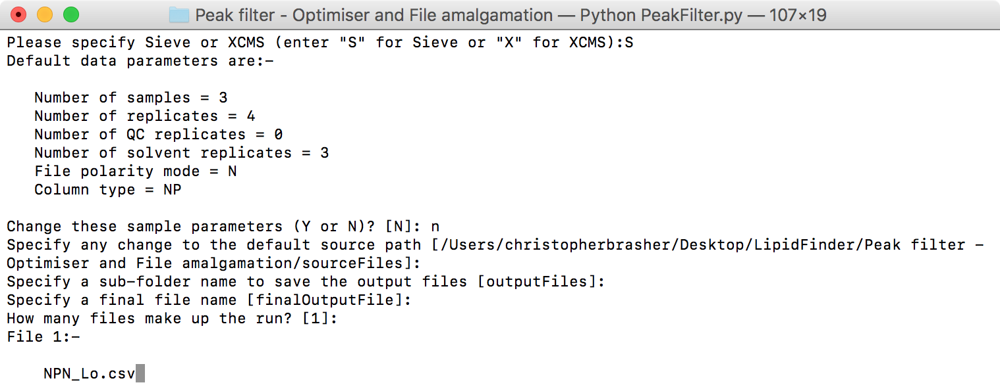 Peak filter - Optimiser and File amalgamation — Python PeakFilter.py — 107×19
Please specify Sieve or XCMS (enter "S" for Sieve or "X" for XCMS):S
Default data parameters are:-
Number of samples = 3
Number of replicates = 4
Number of QC replicates = 0
Number of solvent replicates = 3
File polarity mode = N
Column type = NP
Change these sample parameters (Y or N)? [N]: n
Specify any change to the default source path [/Users/christopherbrasher/Desktop/LipidFinder/Peak filter -
Optimiser and File amalgamation/sourceFiles]:
Specify a sub-folder name to save the output files [outputFiles]:
Specify a final file name [finalOutputFile]:
How many files make up the run? [1]:
File 1:-
NPN_Lo.csv